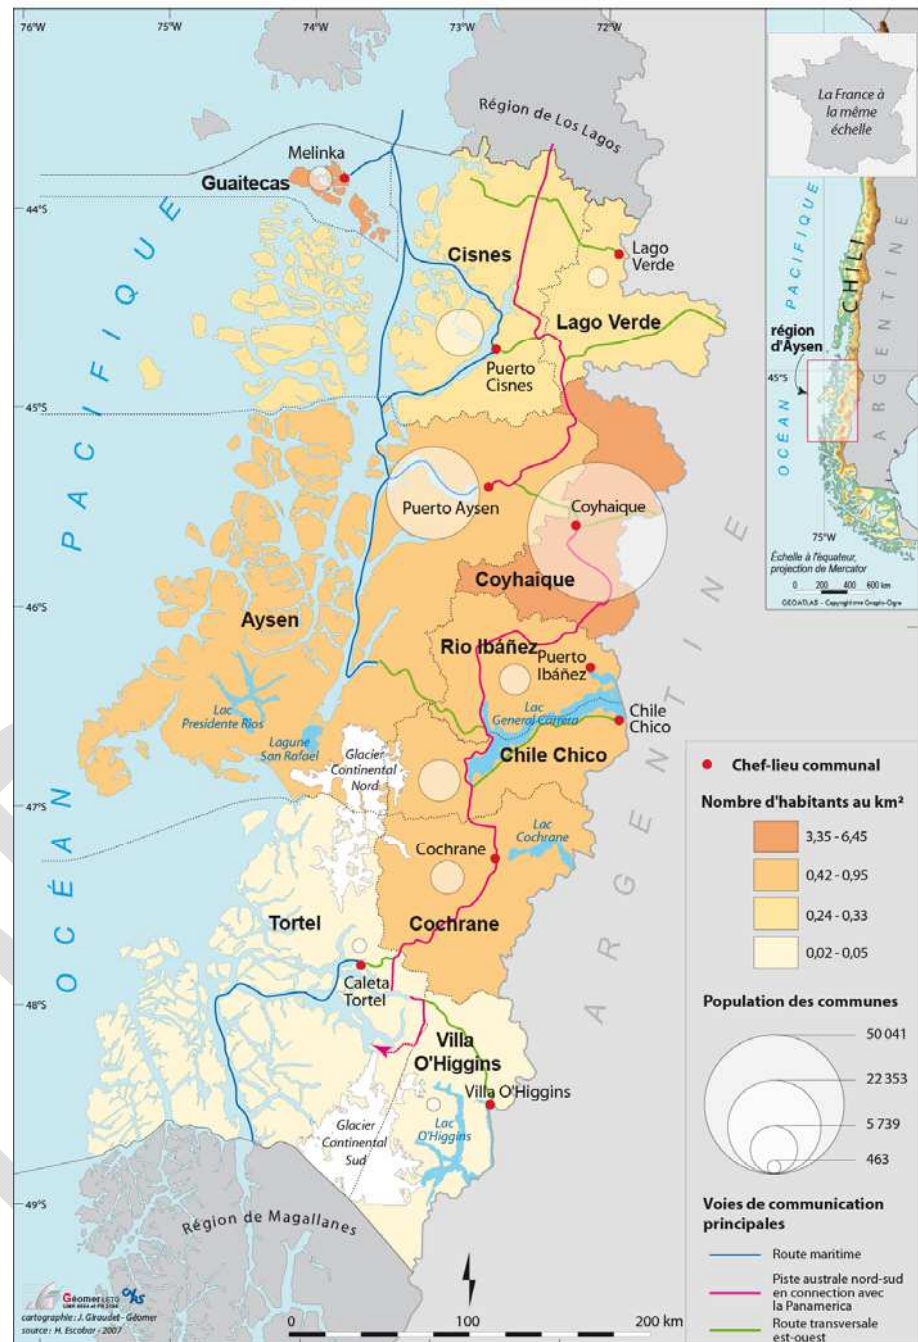 76°W
75°W
74°W
73°W
72°W
44°S
45°S
46°S
47°S
48°S
49°S
OCÉAN PACIFIQUE
ARGENTINE
Région de Los Lagos
Melinka
Guaitecas
Cisnes
Lago
Verde
Lago Verde
Puerto
Cisnes
Puerto Aysen
Coyhaique
Coyhaique
Aysen
Rio Ibáñez
Puerto
Ibáñez
Lac
Presidente Rios
Lac
General Carrera
Chile
Chico
Lagune
San Rafael
Glacier
Continental
Nord
Chile Chico
Lac
Cochrane
Cochrane
Tortel
Cochrane
Caleta
Tortel
Villa
O'Higgins
Villa O'Higgins
Lac
O'Higgins
Glacier
Continental
Sud
Région de Magallanes
Géomer LETG
cartographie : J. Giraudet - Géomer
source : H. Escobar - 2007
0 100 200 km
La France à
la même
échelle
OCÉAN PACIFIQUE
CHILI
ARGENTINE
région
d'Aysen
45°S
75°W
Échelle à l'équateur,
projection de Mercator
0 200 400 600 km
GEOATLAS - Copyright 1998 Graphi-Ogre
Chef-lieu communal
Nombre d'habitants au km²
3,35 - 6,45
0,42 - 0,95
0,24 - 0,33
0,02 - 0,05
Population des communes
50 041
22 353
5 739
463
Voies de communication
principales
Route maritime
Piste australe nord-sud
en connection avec
la Panamerica
Route transversale
est-ouest